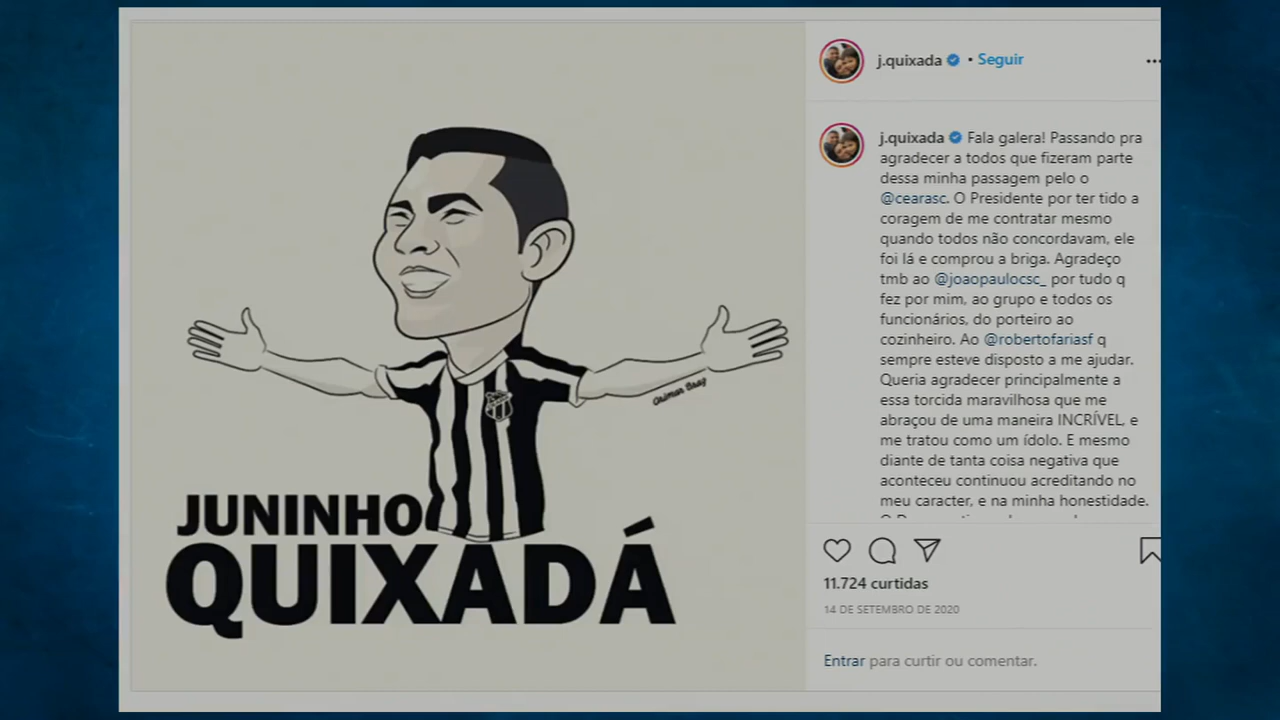 JUNINHO
QUIXADÁ
j.quixada • Seguir
j.quixada Fala galera! Passando pra
agradecer a todos que fizeram parte
dessa minha passagem pelo o
@cearasc. O Presidente por ter tido a
coragem de me contratar mesmo
quando todos não concordavam, ele
foi lá e comprou a briga. Agradeço
tmb ao @joaopaulocsc_ por tudo q
fez por mim, ao grupo e todos os
funcionários, do porteiro ao
cozinheiro. Ao @robertofariasf q
sempre esteve disposto a me ajudar.
Queria agradecer principalmente a
essa torcida maravilhosa que me
abraçou de uma maneira INCRÍVEL, e
me tratou como um ídolo. E mesmo
diante de tanta coisa negativa que
aconteceu continuou acreditando no
meu caracter, e na minha honestidade.
11.724 curtidas
14 DE SETEMBRO DE 2020
Entrar para curtir ou comentar.